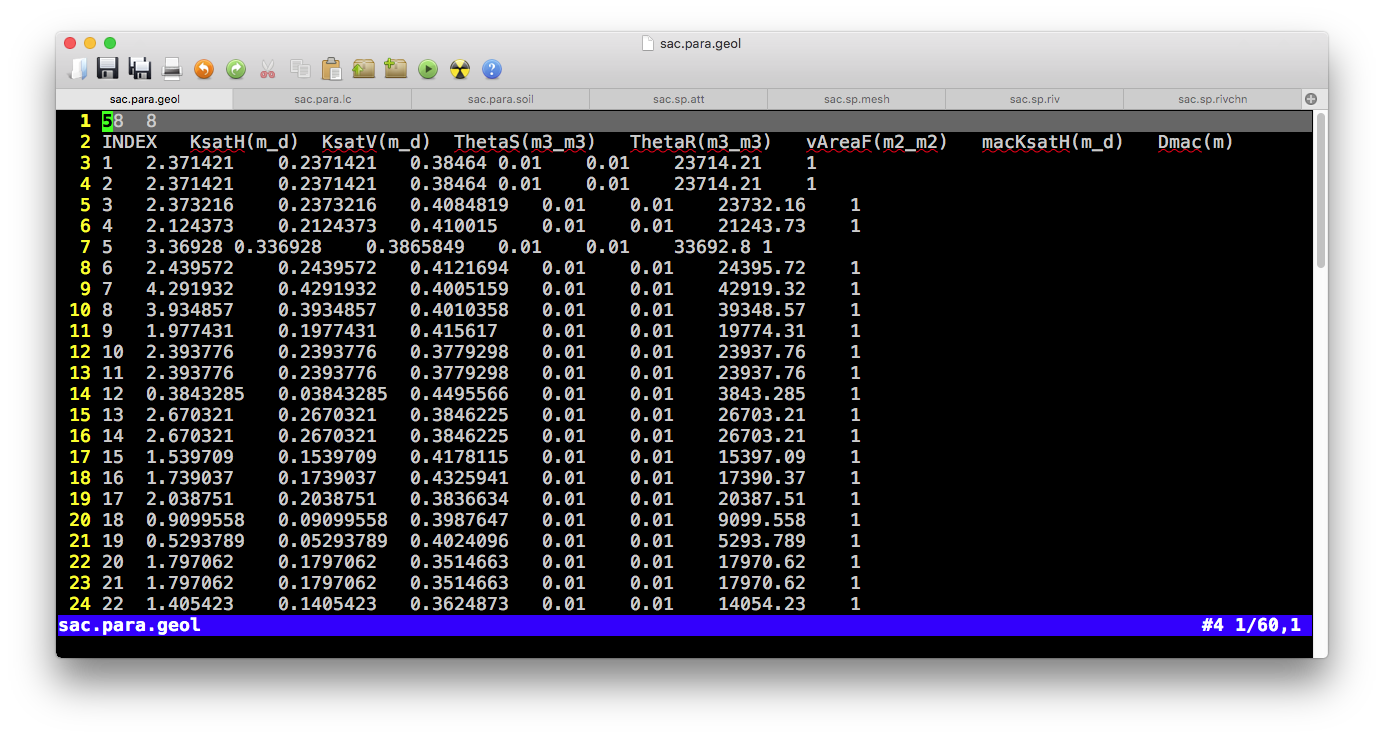 sac.para.geol
sac.para.geol sac.para.lc sac.para.soil sac.sp.att sac.sp.mesh sac.sp.riv sac.sp.rivchn
1 58 8
2 INDEX KsatH(m_d) KsatV(m_d) ThetaS(m3_m3) ThetaR(m3_m3) vAreaF(m2_m2) macKsatH(m_d) Dmac(m)
3 1 2.371421 0.2371421 0.38464 0.01 0.01 23714.21 1
4 2 2.371421 0.2371421 0.38464 0.01 0.01 23714.21 1
5 3 2.373216 0.2373216 0.4084819 0.01 0.01 23732.16 1
6 4 2.124373 0.2124373 0.410015 0.01 0.01 21243.73 1
7 5 3.36928 0.336928 0.3865849 0.01 0.01 33692.8 1
8 6 2.439572 0.2439572 0.4121694 0.01 0.01 24395.72 1
9 7 4.291932 0.4291932 0.4005159 0.01 0.01 42919.32 1
10 8 3.934857 0.3934857 0.4010358 0.01 0.01 39348.57 1
11 9 1.977431 0.1977431 0.415617 0.01 0.01 19774.31 1
12 10 2.393776 0.2393776 0.3779298 0.01 0.01 23937.76 1
13 11 2.393776 0.2393776 0.3779298 0.01 0.01 23937.76 1
14 12 0.3843285 0.03843285 0.4495566 0.01 0.01 3843.285 1
15 13 2.670321 0.2670321 0.3846225 0.01 0.01 26703.21 1
16 14 2.670321 0.2670321 0.3846225 0.01 0.01 26703.21 1
17 15 1.539709 0.1539709 0.4178115 0.01 0.01 15397.09 1
18 16 1.739037 0.1739037 0.4325941 0.01 0.01 17390.37 1
19 17 2.038751 0.2038751 0.3836634 0.01 0.01 20387.51 1
20 18 0.9099558 0.09099558 0.3987647 0.01 0.01 9099.558 1
21 19 0.5293789 0.05293789 0.4024096 0.01 0.01 5293.789 1
22 20 1.797062 0.1797062 0.3514663 0.01 0.01 17970.62 1
23 21 1.797062 0.1797062 0.3514663 0.01 0.01 17970.62 1
24 22 1.405423 0.1405423 0.3624873 0.01 0.01 14054.23 1
sac.para.geol #4 1/60,1